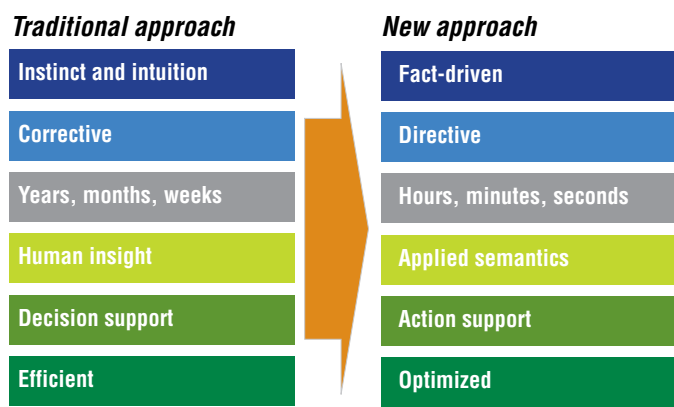 Traditional approach
Instinct and intuition
Corrective
Years, months, weeks
Human insight
Decision support
Efficient
New approach
Fact-driven
Directive
Hours, minutes, seconds
Applied semantics
Action support
Optimized